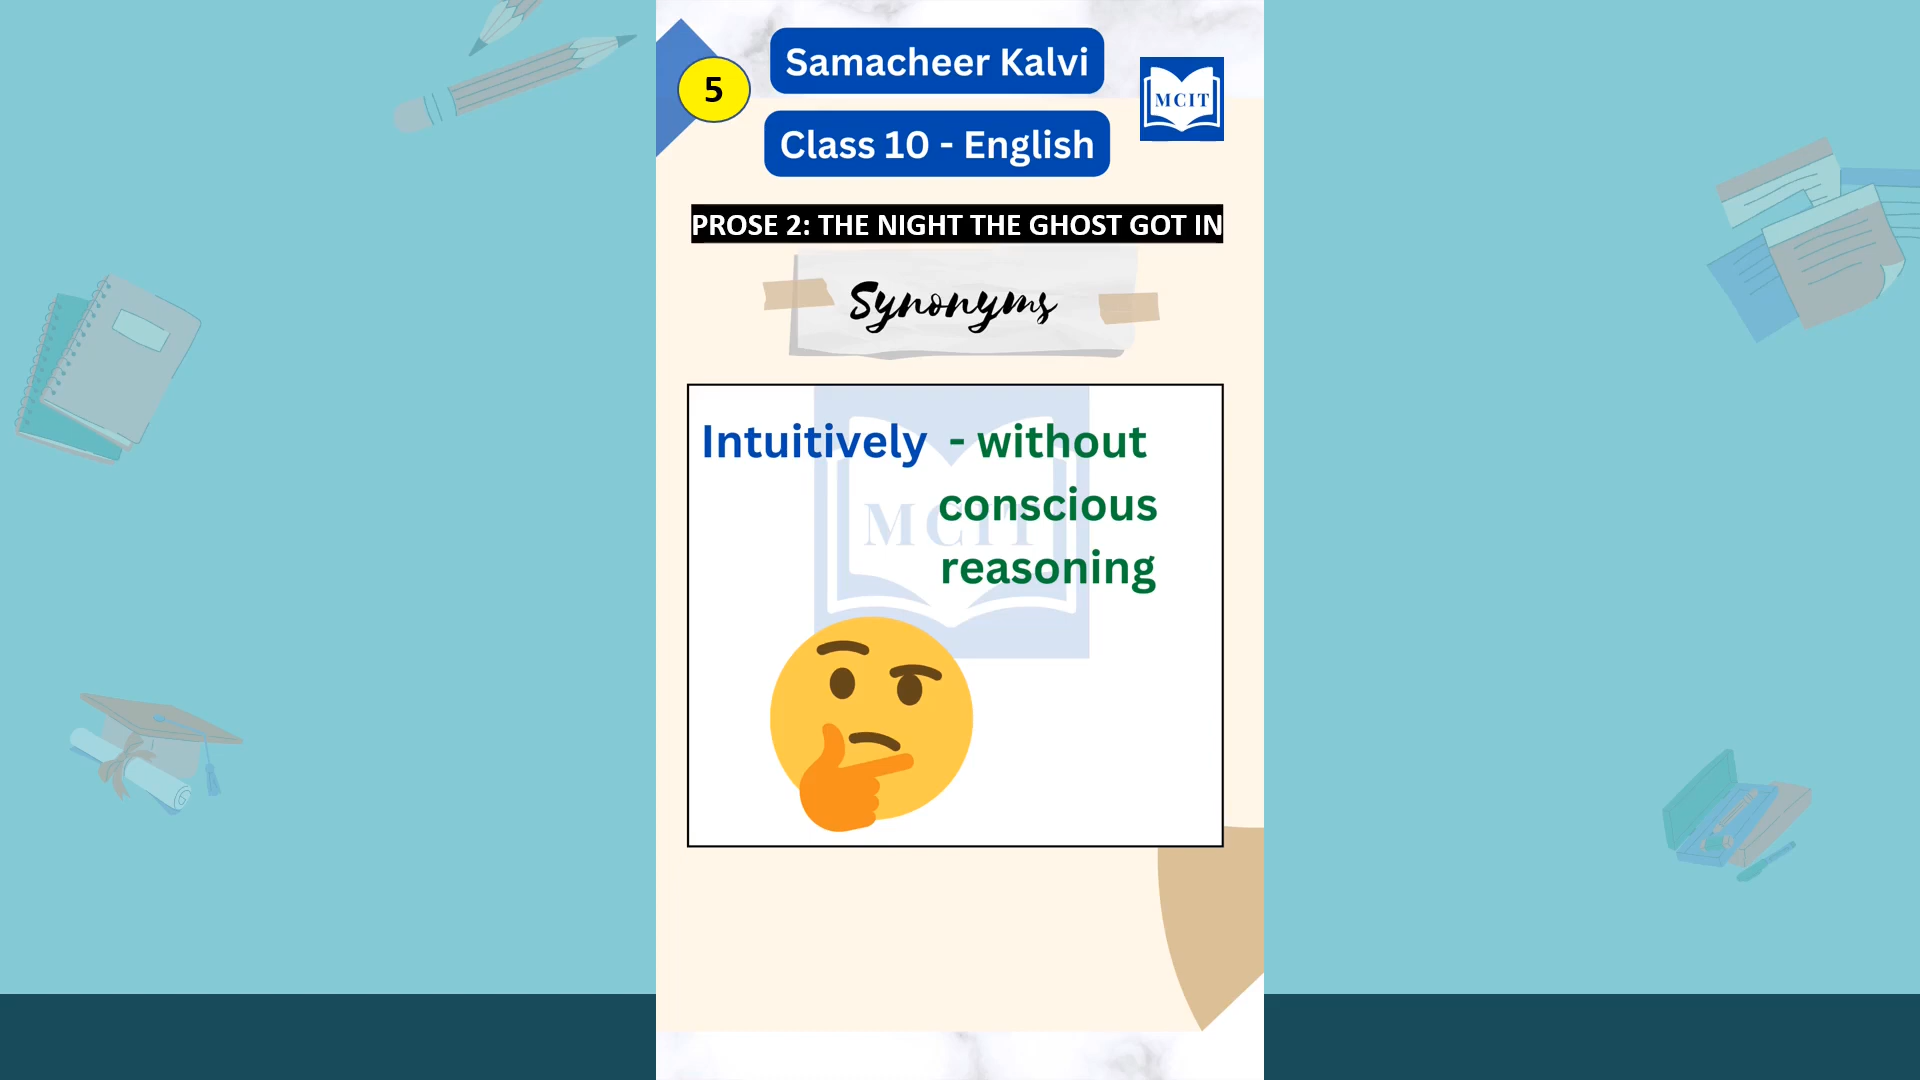 5
Samacheer Kalvi
MCIT
Class 10 - English
PROSE 2: THE NIGHT THE GHOST GOT IN
Synonyms
Intuitively - without
conscious
MCIT
reasoning